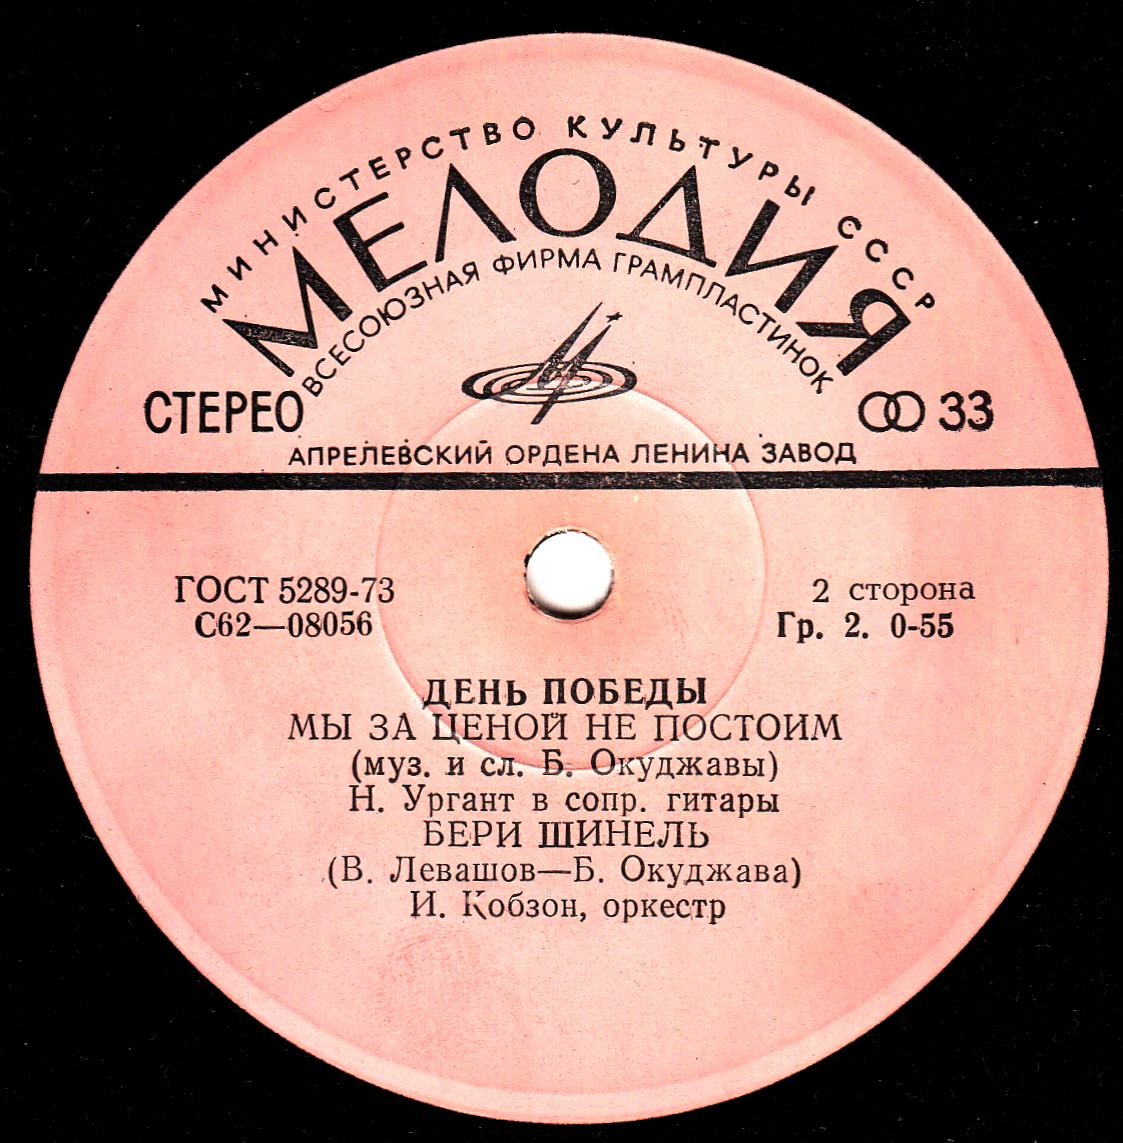 МИНИСТЕРСТВО КУЛЬТУРЫ СССР
МЕЛОДИЯ
ВСЕСОЮЗНАЯ ФИРМА ГРАМПЛАСТИНОК
СТЕРЕО
33
АПРЕЛЕВСКИЙ ОРДЕНА ЛЕНИНА ЗАВОД
ГОСТ 5289-73
С62—08056
2 сторона
Гр. 2. 0-55
ДЕНЬ ПОБЕДЫ
МЫ ЗА ЦЕНОЙ НЕ ПОСТОИМ
(муз. и сл. Б. Окуджавы)
Н. Ургант в сопр. гитары
БЕРИ ШИНЕЛЬ
(В. Левашов—Б. Окуджава)
И. Кобзон, оркестр